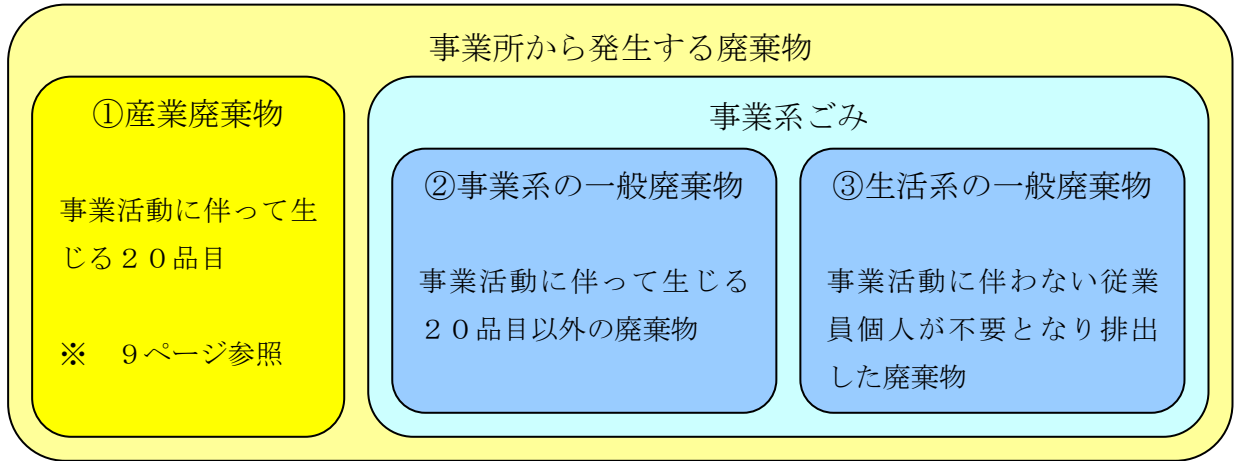 事業所から発生する廃棄物
①産業廃棄物
事業活動に伴って生
じる２０品目
※　９ページ参照
事業系ごみ
②事業系の一般廃棄物
事業活動に伴って生じる
２０品目以外の廃棄物
③生活系の一般廃棄物
事業活動に伴わない従業
員個人が不要となり排出
した廃棄物